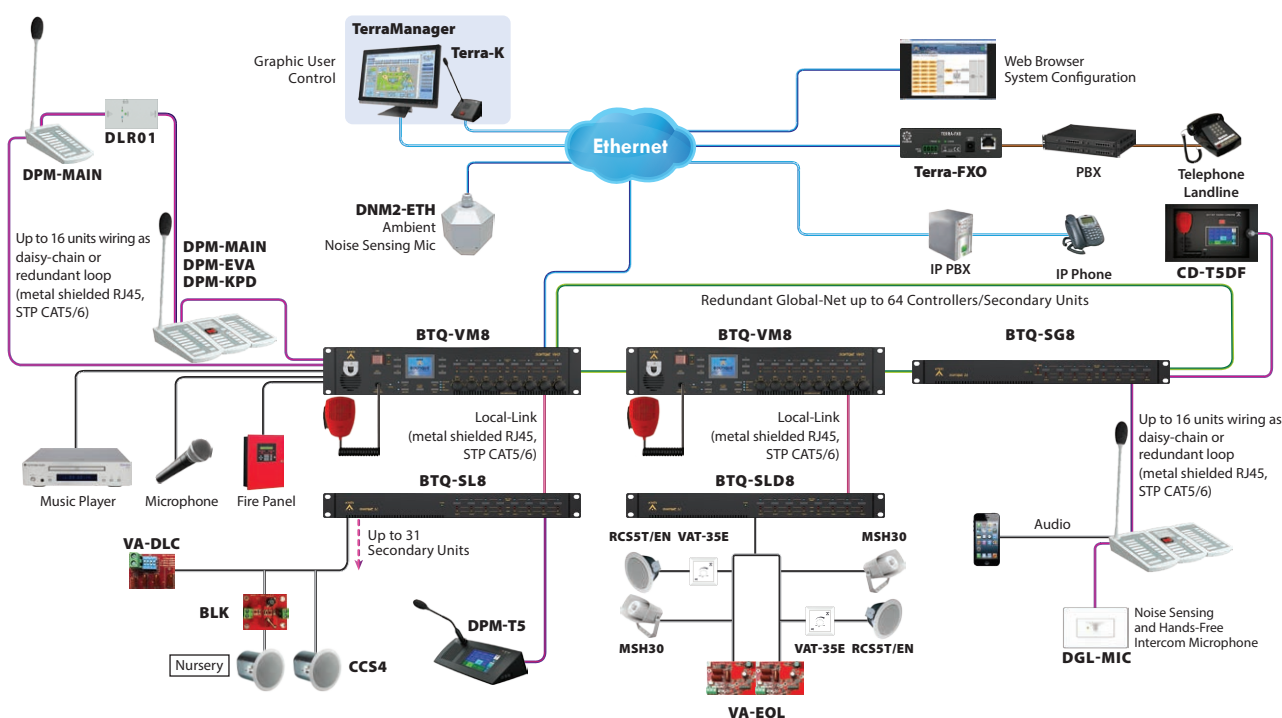 TerraManager
Terra-K
Graphic User
Control
Web Browser
System Configuration
DLR01
DPM-MAIN
Ethernet
TERRA-FXO
Terra-FXO
PBX
Telephone
Landline
DNM2-ETH
Ambient
Noise Sensing Mic
IP PBX
IP Phone
CD-T5DF
Up to 16 units wiring as
daisy-chain or
redundant loop
(metal shielded RJ45,
STP CAT5/6)
DPM-MAIN
DPM-EVA
DPM-KPD
Redundant Global-Net up to 64 Controllers/Secondary Units
BTQ-VM8
BTQ-VM8
BTQ-SG8
Local-Link
(metal shielded RJ45,
STP CAT5/6)
Local-Link
(metal shielded RJ45,
STP CAT5/6)
Up to 16 units wiring as
daisy-chain or
redundant loop
(metal shielded RJ45,
STP CAT5/6)
Music Player
Microphone
Fire Panel
BTQ-SL8
BTQ-SLD8
Up to 31
Secondary Units
VA-DLC
BLK
Nursery
CCS4
DPM-T5
RCS5T/EN
VAT-35E
MSH30
MSH30
VAT-35E
RCS5T/EN
VA-EOL
Audio
Noise Sensing
and Hands-Free
Intercom Microphone
DGL-MIC